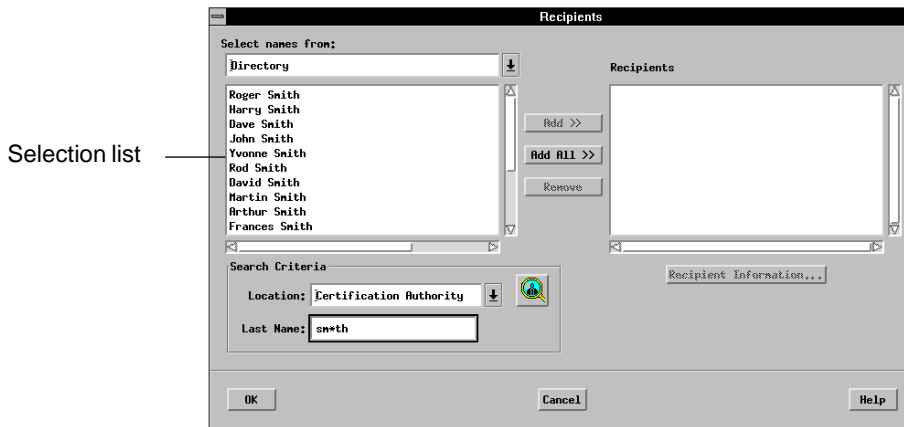 Recipients
Select names from:
Directory
Recipients
Roger Smith
Harry Smith
Dave Smith
John Smith
Yvonne Smith
Rod Smith
David Smith
Martin Smith
Arthur Smith
Frances Smith
Selection list
Add >>
Add All >>
Remove
Search Criteria
Location: Certification Authority
Last Name: sm*th
Recipient Information...
OK
Cancel
Help